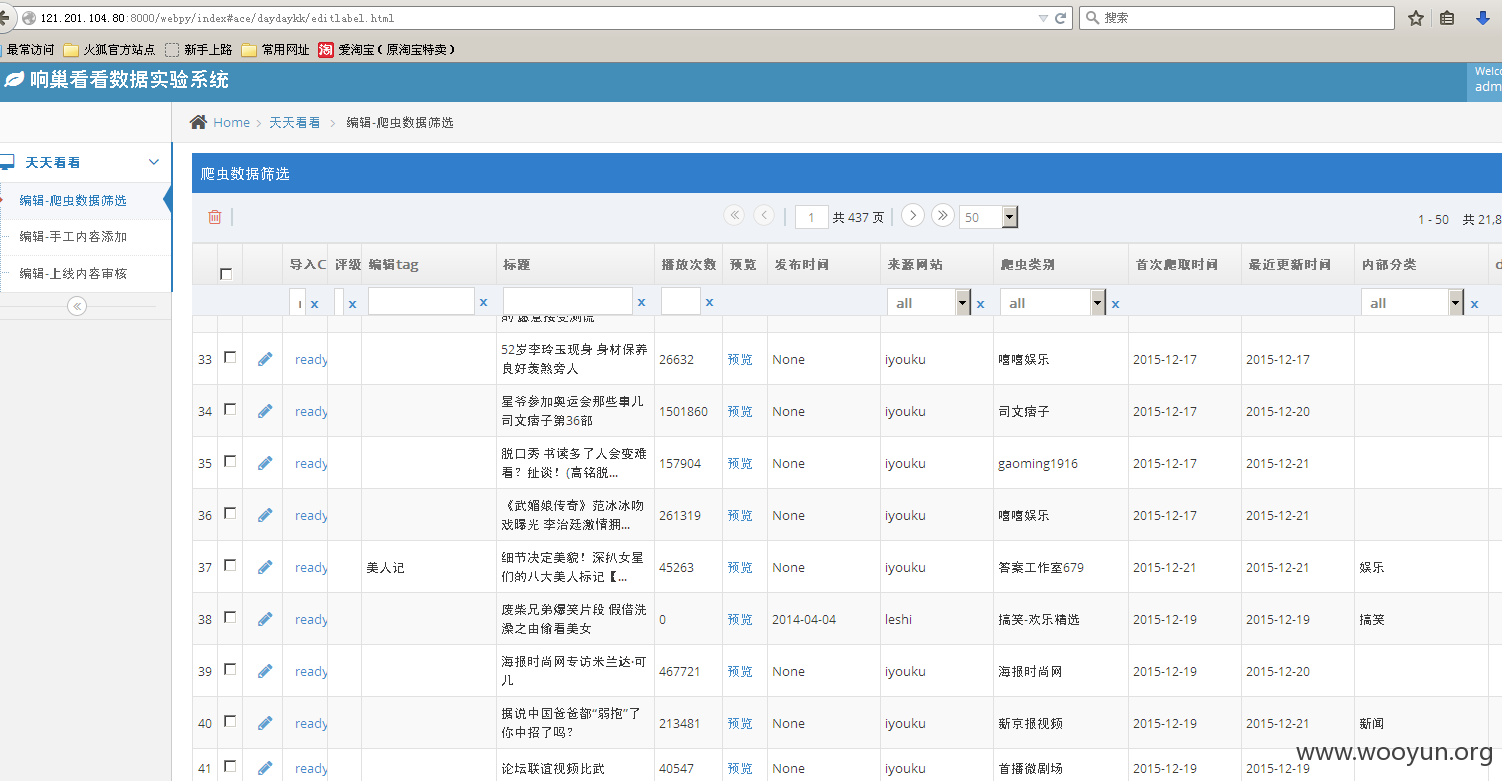 121.201.104.80:8000/webpy/index#ace/daydaykk/editlabel.html
搜索
最常访问 火狐官方站点 新手上路 常用网址 淘 爱淘宝（原淘宝特卖）
响巢看看数据实验系统
Welco
adm
Home > 天天看看 > 编辑-爬虫数据筛选
天天看看
编辑-爬虫数据筛选
编辑-手工内容添加
编辑-上线内容审核
爬虫数据筛选
1 共 437 页 50
1 - 50 共 21,8
导入C 评级 编辑tag 标题 播放次数 预览 发布时间 来源网站 爬虫类别 首次爬取时间 最近更新时间 内部分类 d
x x x x x all x all x all x
的 愿意接受测谎
33 ready 52岁李玲玉现身 身材保养 26632 预览 None iyouku 嘻嘻娱乐 2015-12-17 2015-12-17
良好羡煞旁人
34 ready 星爷参加奥运会那些事儿 1501860 预览 None iyouku 司文痞子 2015-12-17 2015-12-20
司文痞子第36部
35 ready 脱口秀 书读多了人会变难 157904 预览 None iyouku gaoming1916 2015-12-17 2015-12-21
看？扯谈！(高铭脱...
36 ready 《武媚娘传奇》范冰冰吻 261319 预览 None iyouku 嘻嘻娱乐 2015-12-17 2015-12-21
戏曝光 李治廷激情拥...
37 ready 美人记 细节决定美貌！深扒女星 45263 预览 None iyouku 答案工作室679 2015-12-21 2015-12-21 娱乐
们的八大美人标记【...
38 ready 废柴兄弟爆笑片段 假借洗 0 预览 2014-04-04 leshi 搞笑-欢乐精选 2015-12-19 2015-12-19 搞笑
澡之由偷看美女
39 ready 海报时尚网专访米兰达·可 467721 预览 None iyouku 海报时尚网 2015-12-19 2015-12-20
儿
40 ready 据说中国爸爸都“弱抱”了 213481 预览 None iyouku 新京报视频 2015-12-19 2015-12-21 新闻
你中招了吗？
41 ready 论坛联谊视频比武 40547 预览 None iyouku 首播微剧场 2015-12-19 2015-12-19
www.wooyun.org